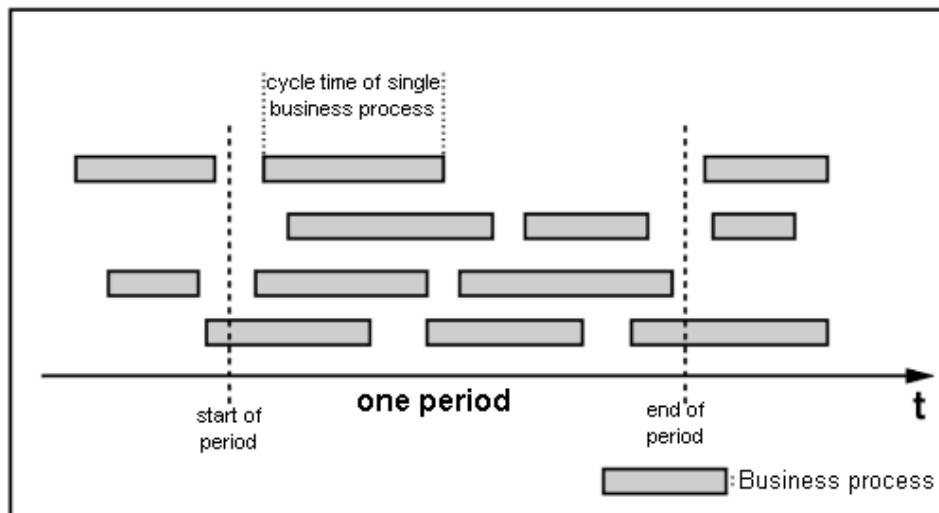 cycle time of single
business process
one period
t
start of
period
end of
period
:Business process